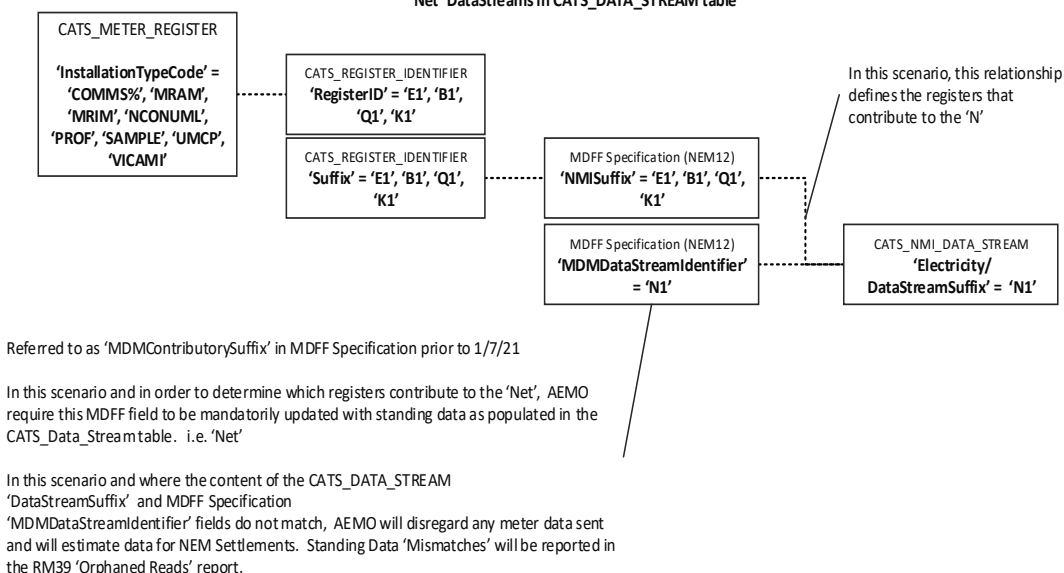 'Net' DataStreams in CATS_DATA_STREAM table
CATS_METER_REGISTER
'InstallationTypeCode' =
'COMMS%', 'MRAM',
'MRIM', 'NCONUML',
'PROF', 'SAMPLE', 'UMCP',
'VICAMI'
CATS_REGISTER_IDENTIFIER
'RegisterID' = 'E1', 'B1',
'Q1', 'K1'
CATS_REGISTER_IDENTIFIER
'Suffix' = 'E1', 'B1', 'Q1',
'K1'
MDFF Specification (NEM12)
'NMISuffix' = 'E1', 'B1', 'Q1',
'K1'
MDFF Specification (NEM12)
'MDMDataStreamIdentifier'
= 'N1'
In this scenario, this relationship
defines the registers that
contribute to the 'N'
CATS_NMI_DATA_STREAM
'Electricity/
DataStreamSuffix' = 'N1'
Referred to as 'MDMContributorySuffix' in MDFF Specification prior to 1/7/21
In this scenario and in order to determine which registers contribute to the 'Net', AEMO
require this MDFF field to be mandatorily updated with standing data as populated in the
CATS_Data_Stream table. i.e. 'Net'
In this scenario and where the content of the CATS_DATA_STREAM
'DataStreamSuffix' and MDFF Specification
'MDMDataStreamIdentifier' fields do not match, AEMO will disregard any meter data sent
and will estimate data for NEM Settlements. Standing Data 'Mismatches' will be reported in
the RM39 'Orphaned Reads' report.